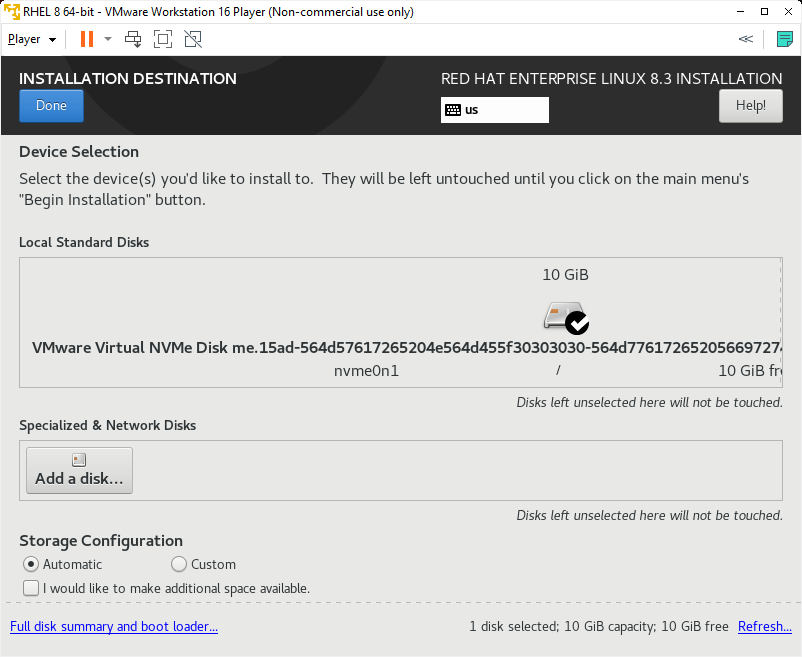 RHEL 8 64-bit - VMware Workstation 16 Player (Non-commercial use only)
Player
INSTALLATION DESTINATION
RED HAT ENTERPRISE LINUX 8.3 INSTALLATION
Done
us
Help!
Device Selection
Select the device(s) you'd like to install to. They will be left untouched until you click on the main menu's
"Begin Installation" button.
Local Standard Disks
10 GiB
VMware Virtual NVMe Disk me.15ad-564d57617265204e564d455f30303030-564d77617265205669727
nvme0n1 / 10 GiB fr
Disks left unselected here will not be touched.
Specialized & Network Disks
Add a disk...
Disks left unselected here will not be touched.
Storage Configuration
Automatic Custom
I would like to make additional space available.
Full disk summary and boot loader... 1 disk selected; 10 GiB capacity; 10 GiB free Refresh...